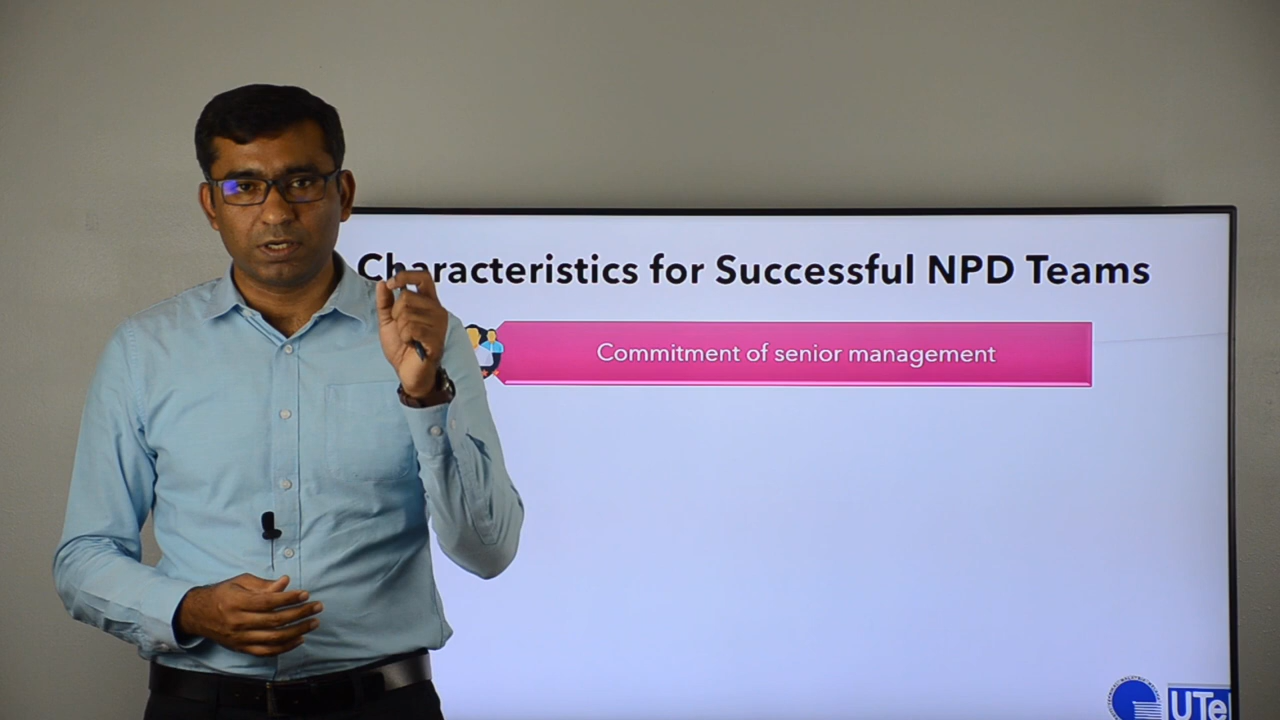 Characteristics for Successful NPD Teams
Commitment of senior management
UTe